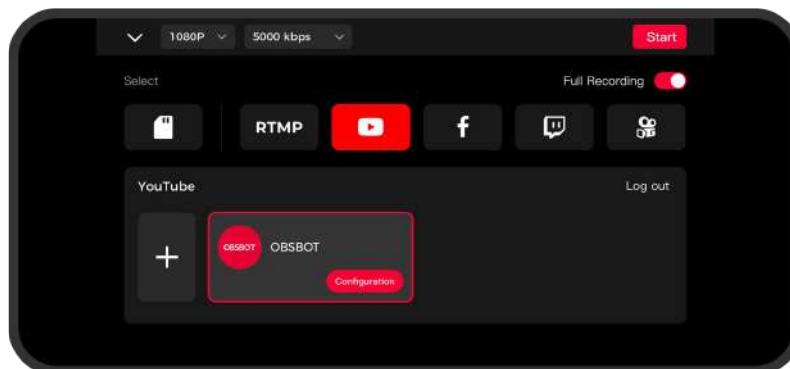 1080P 5000 kbps Start
Select Full Recording
RTMP
YouTube Log out
OBSBOT OBSBOT
Configuration